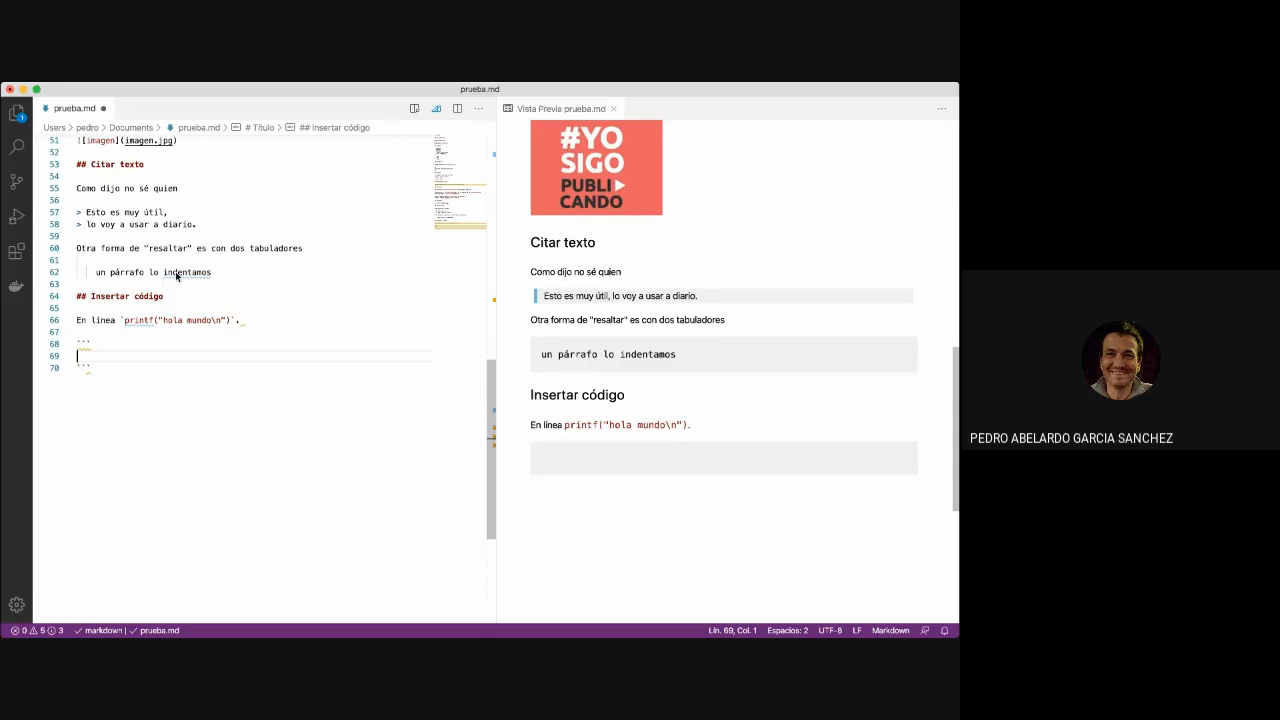 prueba.md
prueba.md
Users > pedro > Documents > prueba.md > # Título > ## Insertar código
51 ![imagen](imagen.jpg)
52
53 ## Citar texto
54
55 Como dijo no sé quien
56
57 > Esto es muy útil,
58 > lo voy a usar a diario.
59
60 Otra forma de "resaltar" es con dos tabuladores
61
62 un párrafo lo indentamos
63
64 ## Insertar código
65
66 En línea `printf("hola mundo\n")`.
67
68 ```
69
70 ```
Vista Previa prueba.md
#YO
SIGO
PUBLI
CANDO
Citar texto
Como dijo no sé quien
Esto es muy útil, lo voy a usar a diario.
Otra forma de "resaltar" es con dos tabuladores
un párrafo lo indentamos
Insertar código
En línea printf("hola mundo\n").
1
0 5 3 markdown | prueba.md
Lín. 69, Col. 1 Espacios: 2 UTF-8 LF Markdown
PEDRO ABELARDO GARCIA SANCHEZ